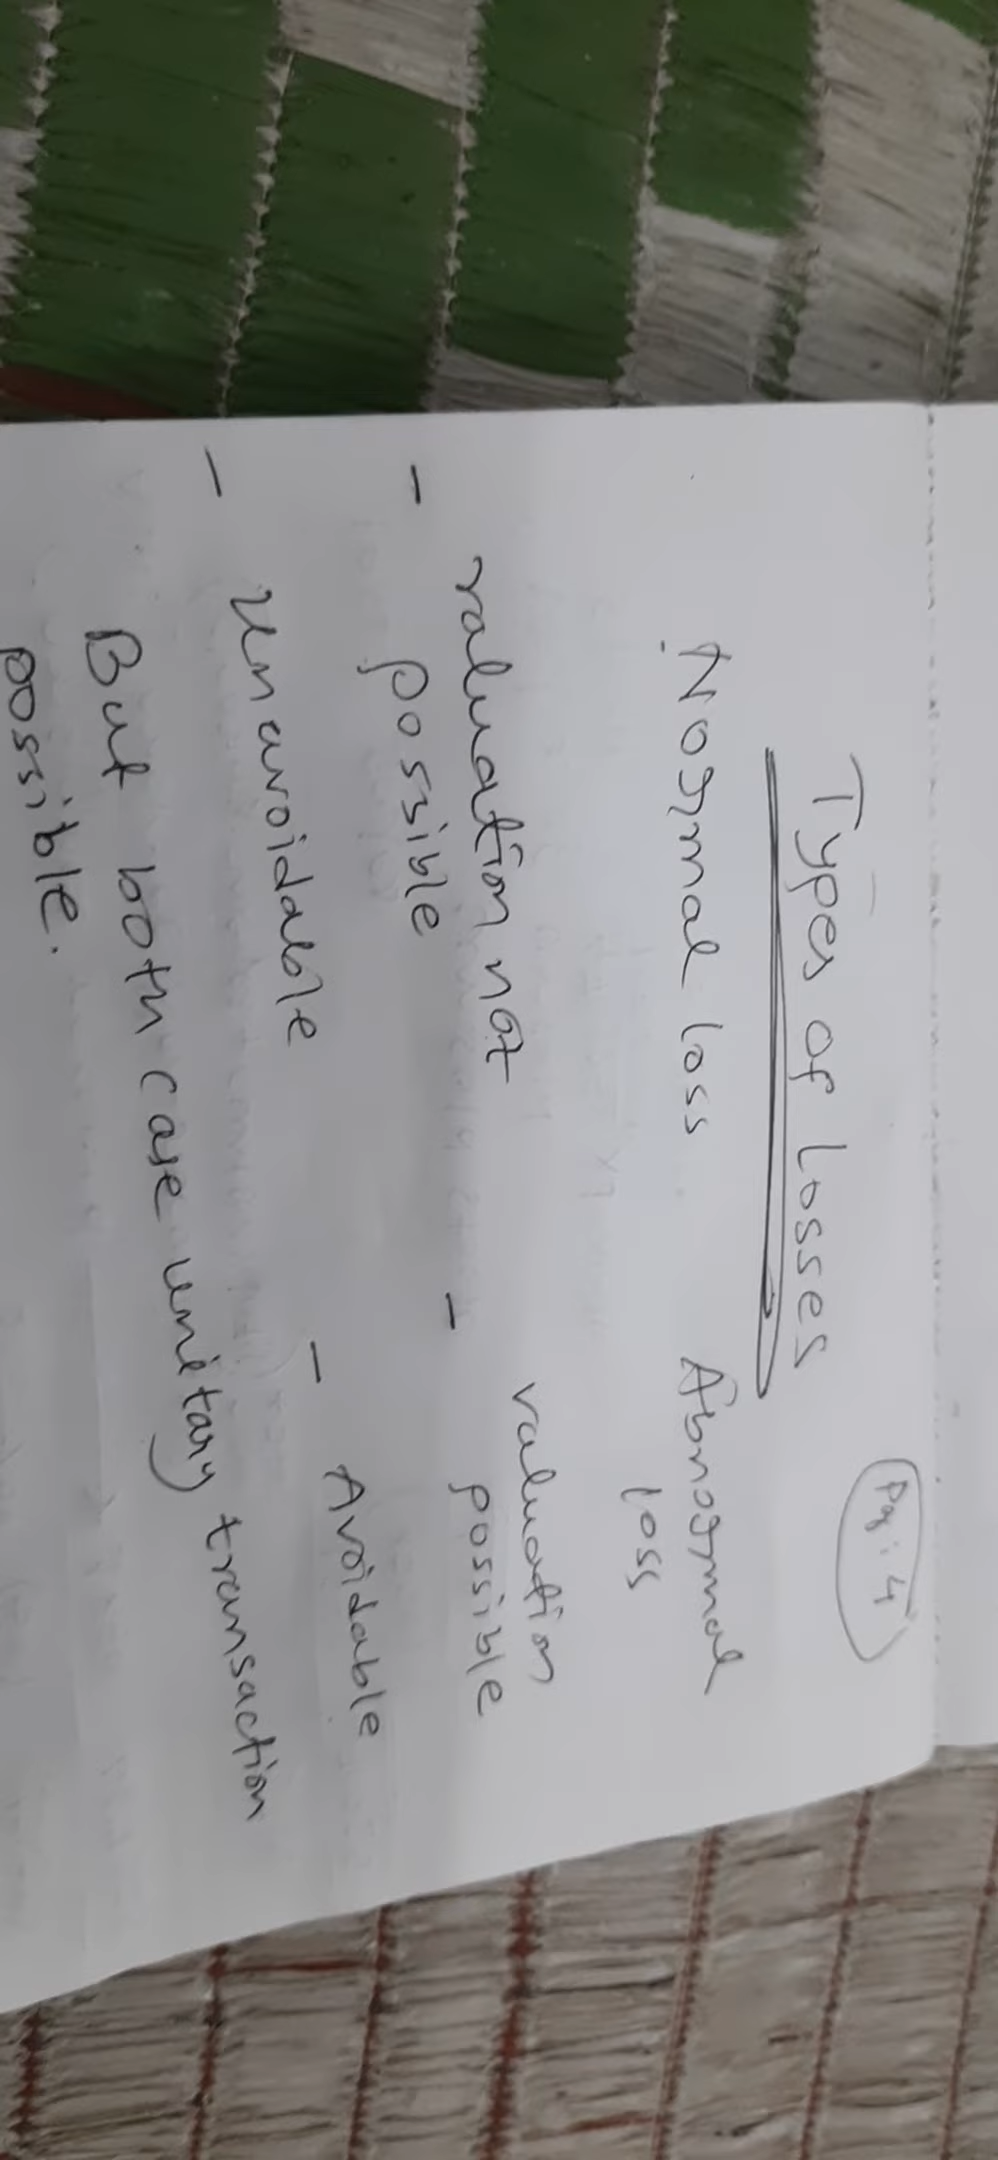 Pg: 4
Types of Losses
Normal loss
Abnormal
loss
- valuation not
possible
- valuation
possible
- unavoidable
- Avoidable
But both case unitary transaction
possible.